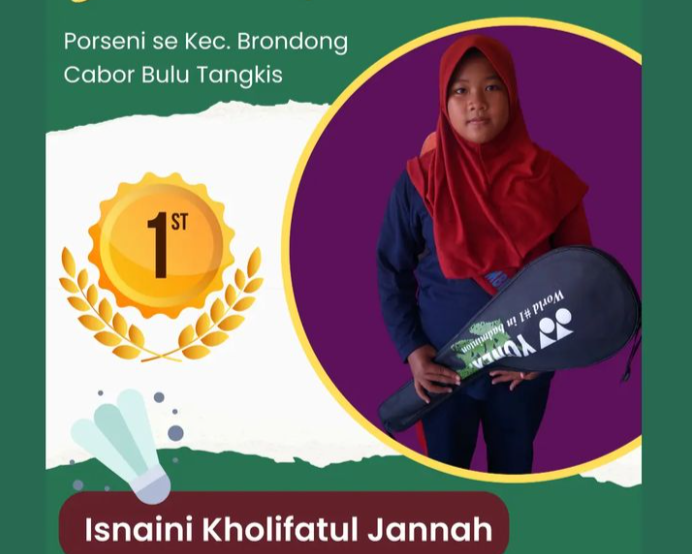 Porseni se Kec. Brondong
Cabor Bulu Tangkis
1ST
World #1 in badminton
YONEX
Isnaini Kholifatul Jannah